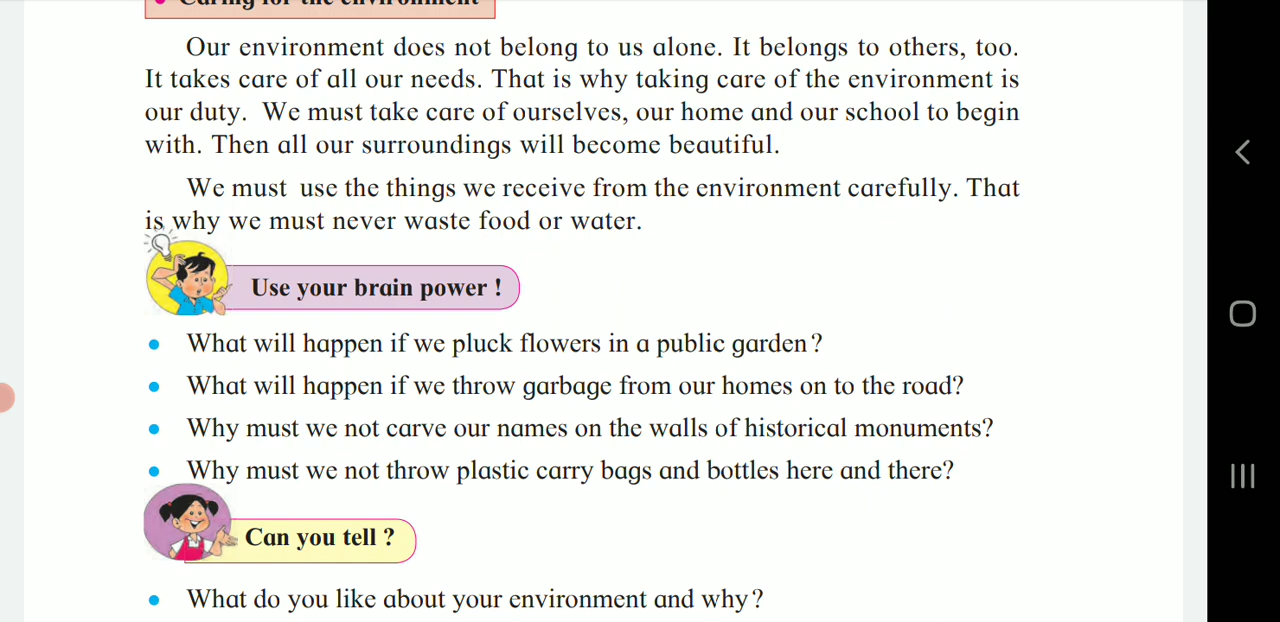 Caring for the environment
Our environment does not belong to us alone. It belongs to others, too.
It takes care of all our needs. That is why taking care of the environment is
our duty. We must take care of ourselves, our home and our school to begin
with. Then all our surroundings will become beautiful.
We must use the things we receive from the environment carefully. That
is why we must never waste food or water.
Use your brain power !
• What will happen if we pluck flowers in a public garden?
• What will happen if we throw garbage from our homes on to the road?
• Why must we not carve our names on the walls of historical monuments?
• Why must we not throw plastic carry bags and bottles here and there?
Can you tell ?
• What do you like about your environment and why?